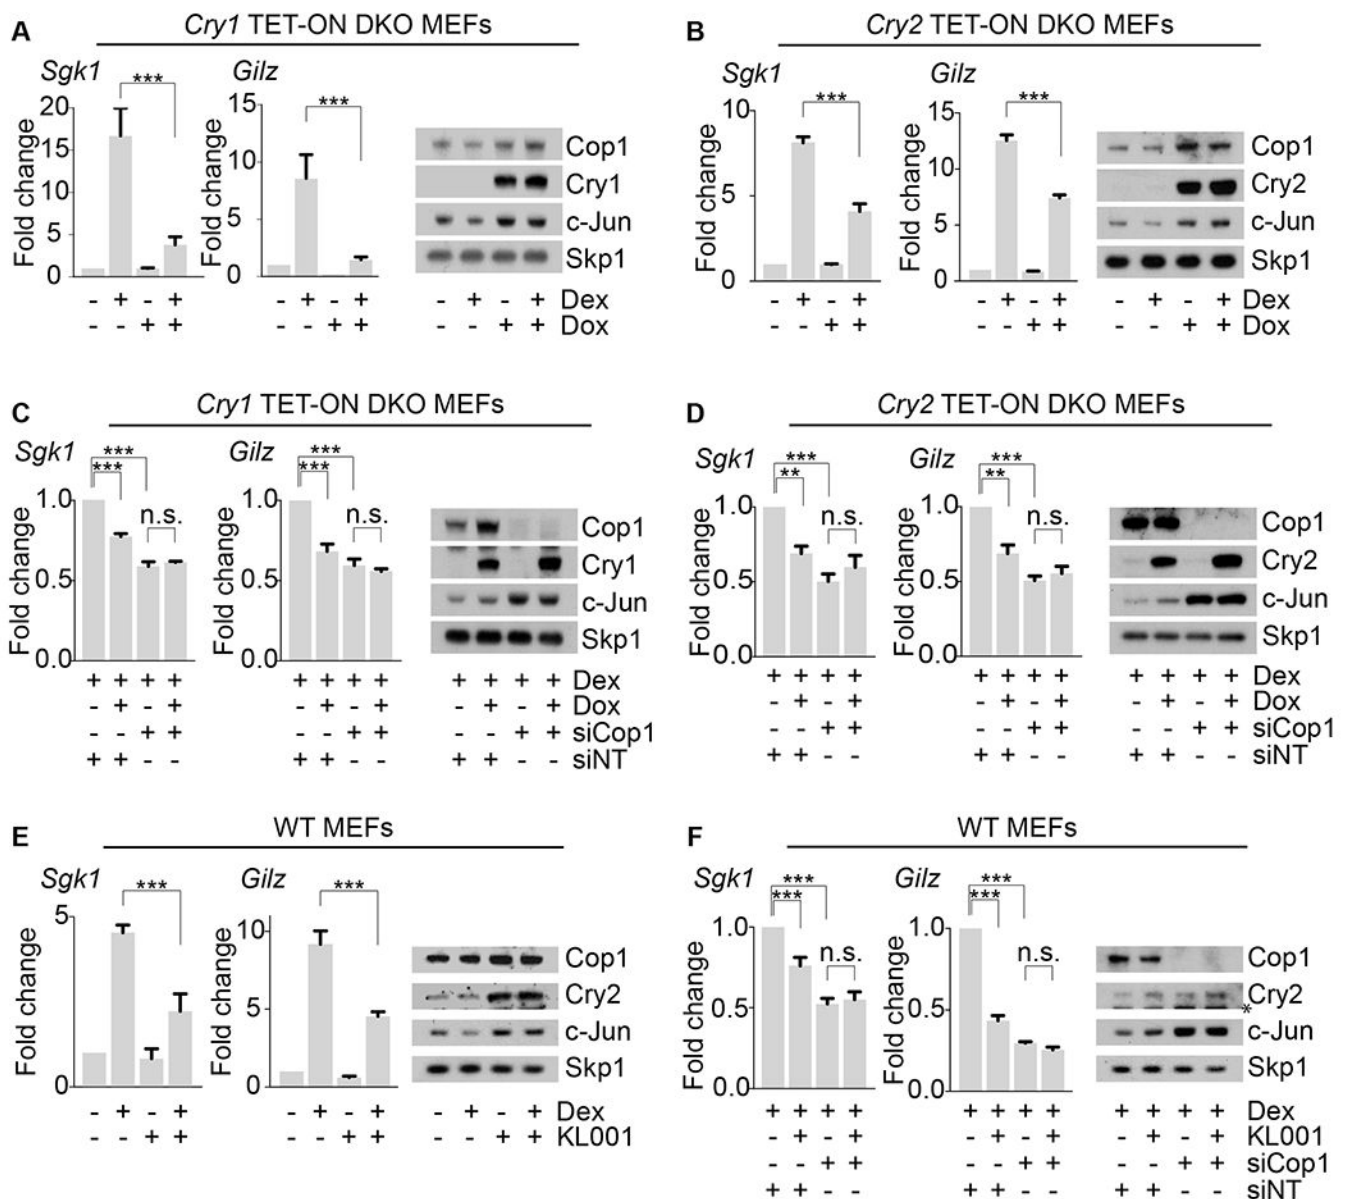 A
Cry1 TET-ON DKO MEFs
Sgk1
***
Fold change
20
15
10
5
0
Gilz
***
Fold change
15
10
5
0
Cop1
Cry1
c-Jun
Skp1
- + - + - + - + - + - + Dex
- - + + - - + + - - + + Dox
B
Cry2 TET-ON DKO MEFs
Sgk1
***
Fold change
10
5
0
Gilz
***
Fold change
15
10
5
0
Cop1
Cry2
c-Jun
Skp1
- + - + - + - + - + - + Dex
- - + + - - + + - - + + Dox
C
Cry1 TET-ON DKO MEFs
Sgk1
***
***
n.s.
Fold change
1.0
0.5
0.0
Gilz
***
***
n.s.
Fold change
1.0
0.5
0.0
Cop1
Cry1
c-Jun
Skp1
+ + + + + + + + + + + + Dex
- + - + - + - + - + - + Dox
- - + + - - + + - - + + siCop1
+ + - - + + - - + + - - siNT
D
Cry2 TET-ON DKO MEFs
Sgk1
***
**
n.s.
Fold change
1.0
0.5
0.0
Gilz
***
**
n.s.
Fold change
1.0
0.5
0.0
Cop1
Cry2
c-Jun
Skp1
+ + + + + + + + + + + + Dex
- + - + - + - + - + - + Dox
- - + + - - + + - - + + siCop1
+ + - - + + - - + + - - siNT
E
WT MEFs
Sgk1
***
Fold change
5
0
Gilz
***
Fold change
10
5
0
Cop1
Cry2
c-Jun
Skp1
- + - + - + - + - + - + Dex
- - + + - - + + - - + + KL001
F
WT MEFs
Sgk1
***
***
n.s.
Fold change
1.0
0.5
0.0
Gilz
***
***
n.s.
Fold change
1.0
0.5
0.0
Cop1
Cry2
*
c-Jun
Skp1
+ + + + + + + + + + + + Dex
- + - + - + - + - + - + KL001
- - + + - - + + - - + + siCop1
+ + - - + + - - + + - - siNT